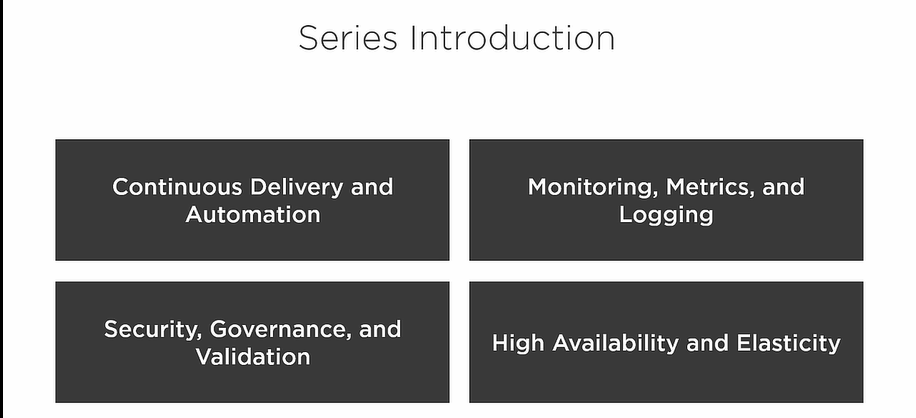 Series Introduction
Continuous Delivery and
Automation
Monitoring, Metrics, and
Logging
Security, Governance, and
Validation
High Availability and Elasticity